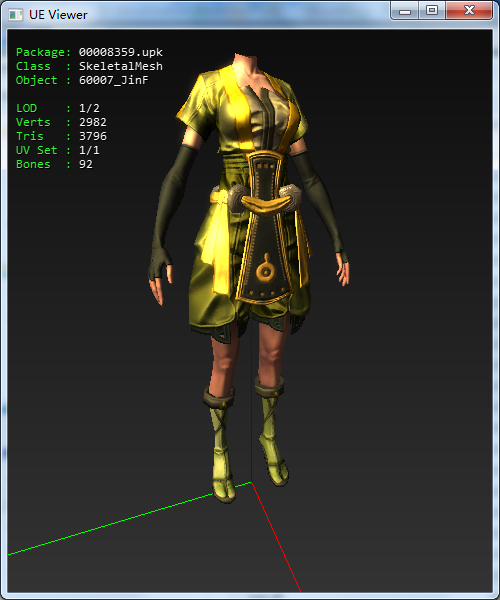 UE Viewer
Package: 00008359.upk
Class : SkeletalMesh
Object : 60007_JinF
LOD : 1/2
Verts : 2982
Tris : 3796
UV Set : 1/1
Bones : 92